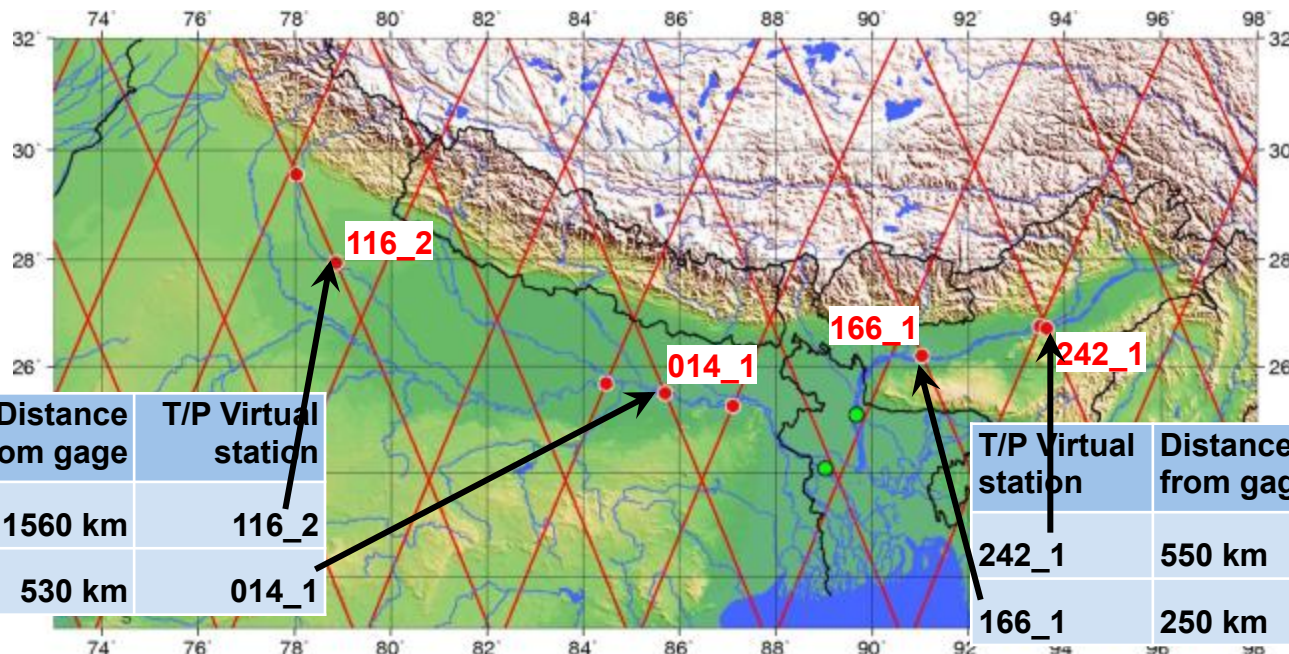 74° 76° 78° 80° 82° 84° 86° 88° 90° 92° 94° 96° 98°
32° 32
30° 30
116_2
28° 28
166_1
014_1
242_1
26° 26
Distance T/P Virtual
om gage station
1560 km 116_2
530 km 014_1
T/P Virtual Distance
station from gag
242_1 550 km
166_1 250 km
74° 76° 78° 80° 82° 84° 86° 88° 90° 92° 94° 96° 98°